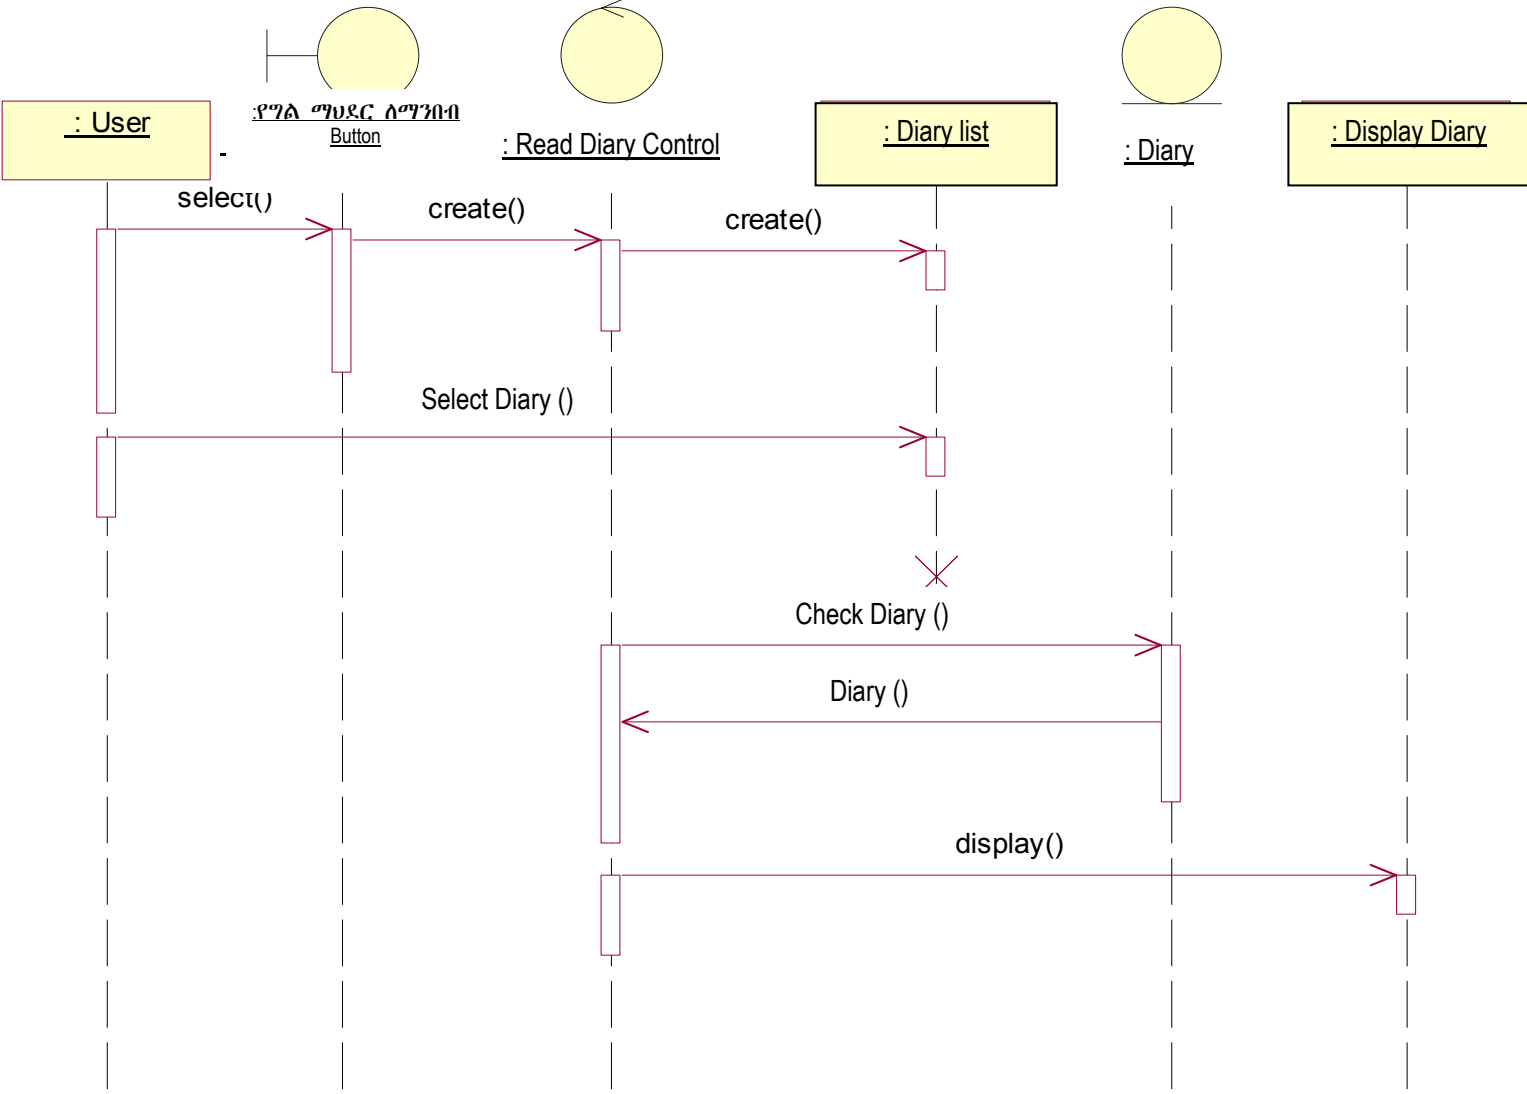 : User
:የግል ማህደር ለማንበብ
Button
: Read Diary Control
: Diary list
: Diary
: Display Diary
select()
create()
create()
Select Diary ()
Check Diary ()
Diary ()
display()